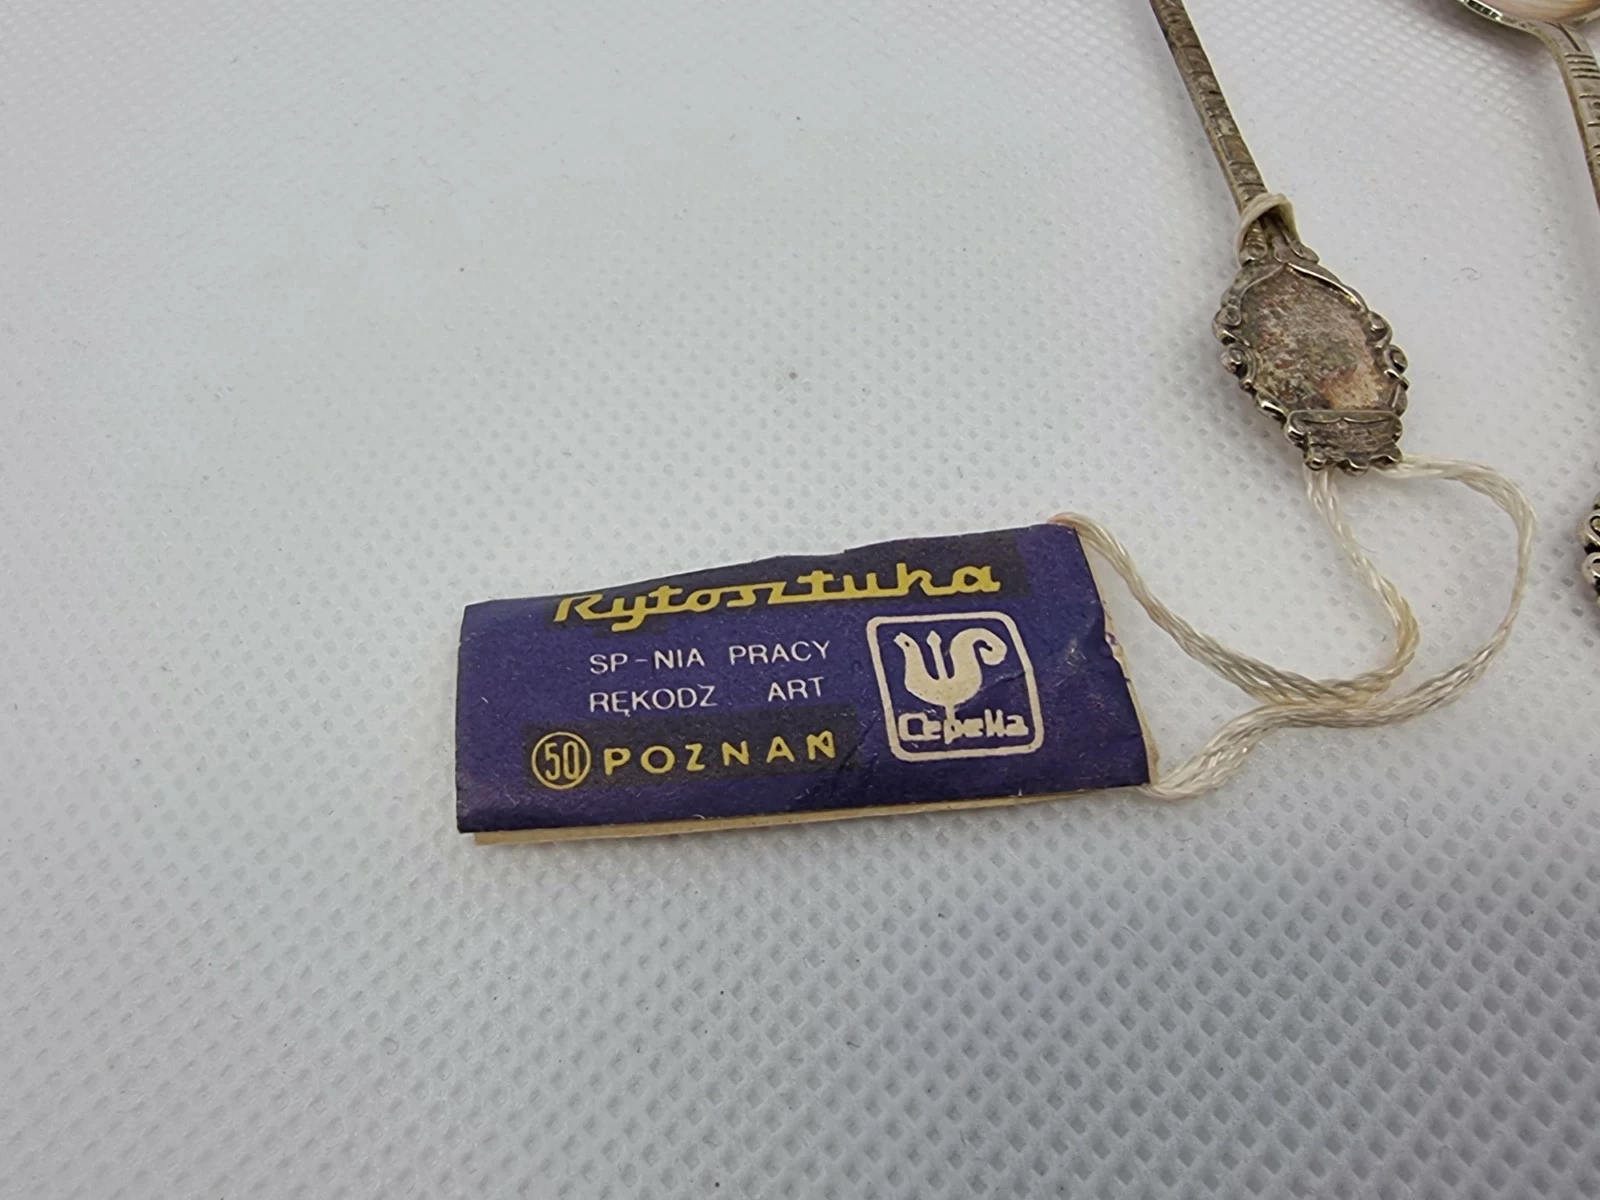 Rytosztuka
SP-NIA PRACY
RĘKODZ ART
50 POZNAŃ
Cepelia